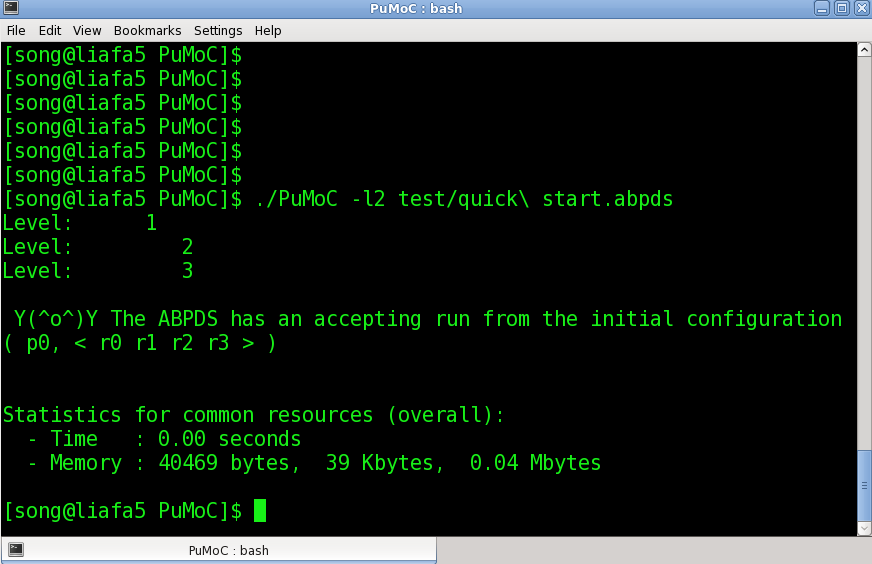 PuMoC : bash
File Edit View Bookmarks Settings Help
[song@liafa5 PuMoC]$
[song@liafa5 PuMoC]$
[song@liafa5 PuMoC]$
[song@liafa5 PuMoC]$
[song@liafa5 PuMoC]$
[song@liafa5 PuMoC]$
[song@liafa5 PuMoC]$ ./PuMoC -l2 test/quick\ start.abpds
Level:      1
Level:         2
Level:         3
 Y(^o^)Y The ABPDS has an accepting run from the initial configuration
( p0, < r0 r1 r2 r3 > )
Statistics for common resources (overall):
  - Time   : 0.00 seconds
  - Memory : 40469 bytes,  39 Kbytes,  0.04 Mbytes
[song@liafa5 PuMoC]$
PuMoC : bash